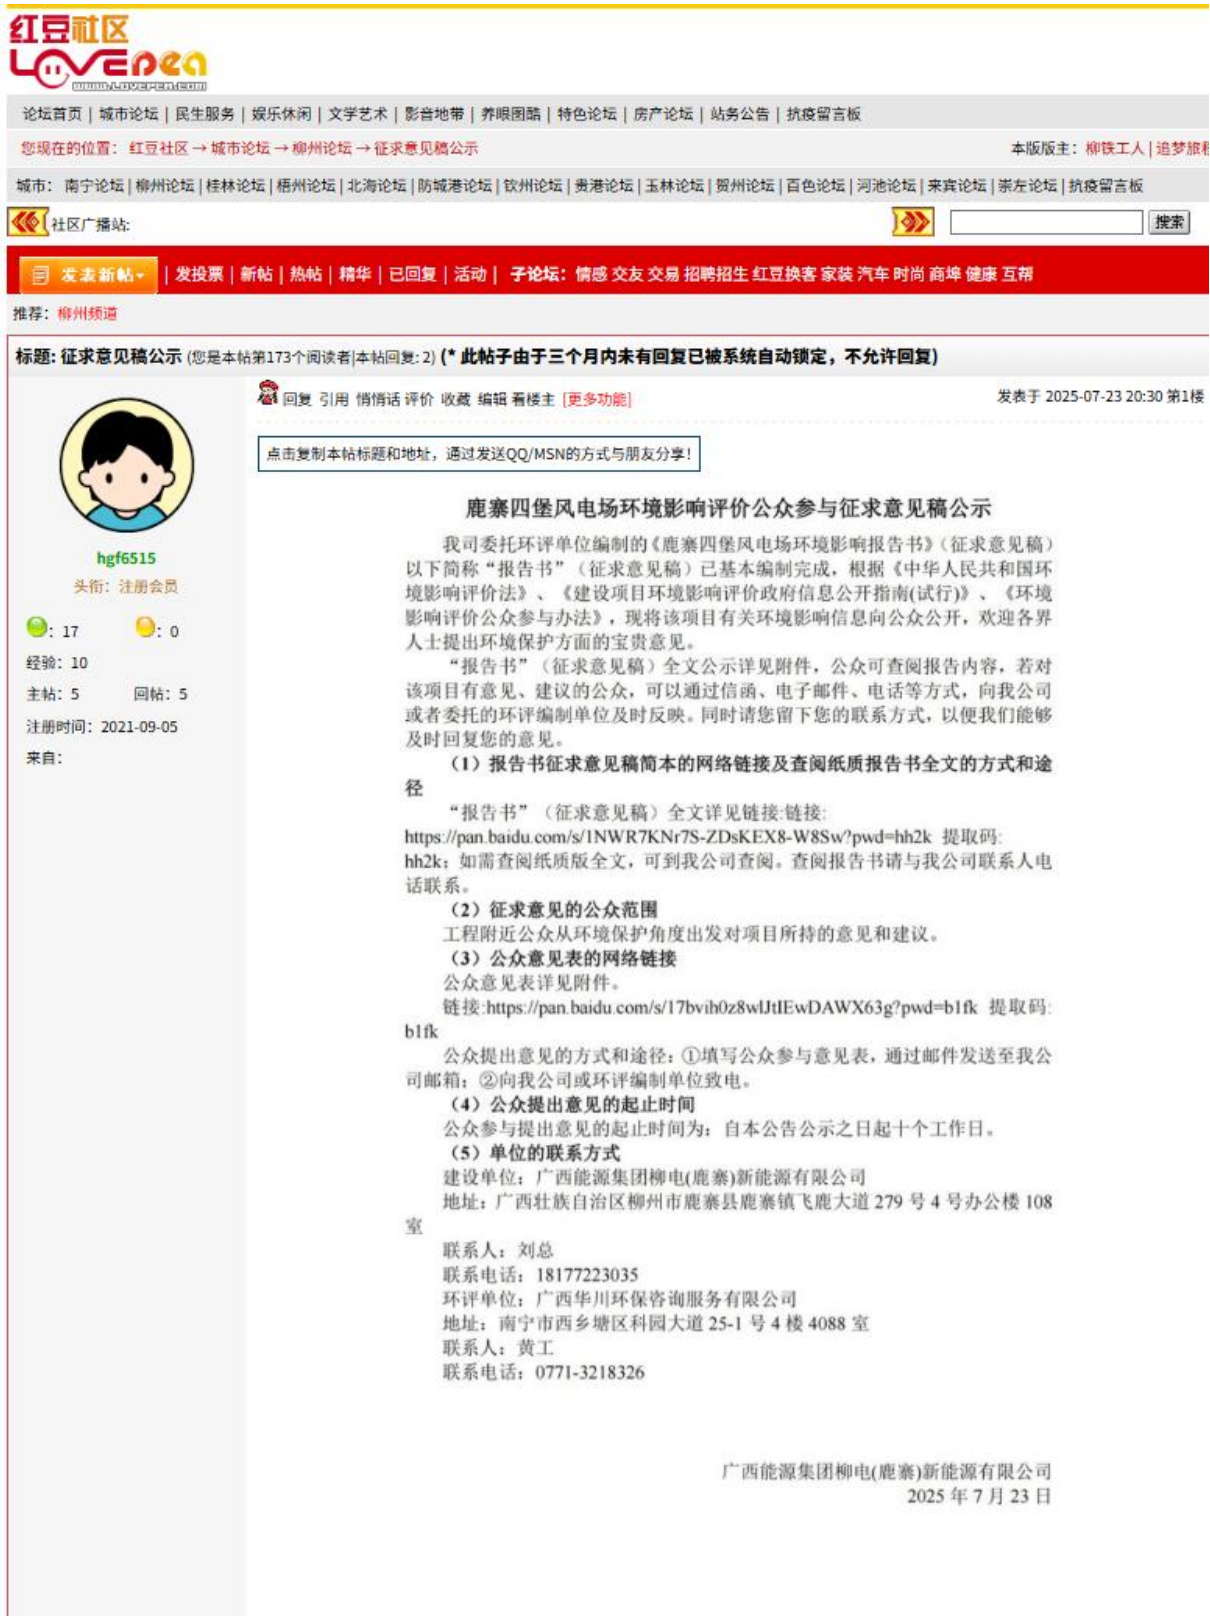 红豆社区
LOVEPEA
www.lovepea.com
论坛首页 | 城市论坛 | 民生服务 | 娱乐休闲 | 文学艺术 | 影音地带 | 养眼图酷 | 特色论坛 | 房产论坛 | 站务公告 | 抗疫留言板
您现在的位置： 红豆社区 → 城市论坛 → 柳州论坛 → 征求意见稿公示 本版版主：柳铁工人 | 追梦旅程
城市： 南宁论坛 | 柳州论坛 | 桂林论坛 | 梧州论坛 | 北海论坛 | 防城港论坛 | 钦州论坛 | 贵港论坛 | 玉林论坛 | 贺州论坛 | 百色论坛 | 河池论坛 | 来宾论坛 | 崇左论坛 | 抗疫留言板
社区广播站: 搜索
发表新帖 | 发投票 | 新帖 | 热帖 | 精华 | 已回复 | 活动 | 子论坛：情感 交友 交易 招聘招生 红豆换客 家装 汽车 时尚 商埠 健康 互帮
推荐：柳州频道
标题: 征求意见稿公示 (您是本帖第173个阅读者|本帖回复: 2) (* 此帖子由于三个月内未有回复已被系统自动锁定，不允许回复)
回复 引用 悄悄话 评价 收藏 编辑 看楼主 [更多功能] 发表于 2025-07-23 20:30 第1楼
点击复制本帖标题和地址，通过发送QQ/MSN的方式与朋友分享！
hgf6515
头衔：注册会员
: 17 : 0
经验：10
主帖：5 回帖：5
注册时间：2021-09-05
来自：
鹿寨四堡风电场环境影响评价公众参与征求意见稿公示
我司委托环评单位编制的《鹿寨四堡风电场环境影响报告书》（征求意见稿）
以下简称“报告书”（征求意见稿）已基本编制完成，根据《中华人民共和国环
境影响评价法》、《建设项目环境影响评价政府信息公开指南(试行)》、《环境
影响评价公众参与办法》，现将该项目有关环境影响信息向公众公开，欢迎各界
人士提出环境保护方面的宝贵意见。
“报告书”（征求意见稿）全文公示详见附件，公众可查阅报告内容，若对
该项目有意见、建议的公众，可以通过信函、电子邮件、电话等方式，向我公司
或者委托的环评编制单位及时反映。同时请您留下您的联系方式，以便我们能够
及时回复您的意见。
（1）报告书征求意见稿简本的网络链接及查阅纸质报告书全文的方式和途
径
“报告书”（征求意见稿）全文详见链接:链接:
https://pan.baidu.com/s/1NWR7KNr7S-ZDsKEX8-W8Sw?pwd=hh2k 提取码:
hh2k；如需查阅纸质版全文，可到我公司查阅。查阅报告书请与我公司联系人电
话联系。
（2）征求意见的公众范围
工程附近公众从环境保护角度出发对项目所持的意见和建议。
（3）公众意见表的网络链接
公众意见表详见附件。
链接:https://pan.baidu.com/s/17bvih0z8wlJtIEwDAWX63g?pwd=b1fk 提取码:
b1fk
公众提出意见的方式和途径：①填写公众参与意见表，通过邮件发送至我公
司邮箱；②向我公司或环评编制单位致电。
（4）公众提出意见的起止时间
公众参与提出意见的起止时间为：自本公告公示之日起十个工作日。
（5）单位的联系方式
建设单位：广西能源集团柳电(鹿寨)新能源有限公司
地址：广西壮族自治区柳州市鹿寨县鹿寨镇飞鹿大道 279 号 4 号办公楼 108
室
联系人：刘总
联系电话：18177223035
环评单位：广西华川环保咨询服务有限公司
地址：南宁市西乡塘区科园大道 25-1 号 4 楼 4088 室
联系人：黄工
联系电话：0771-3218326
广西能源集团柳电(鹿寨)新能源有限公司
2025 年 7 月 23 日